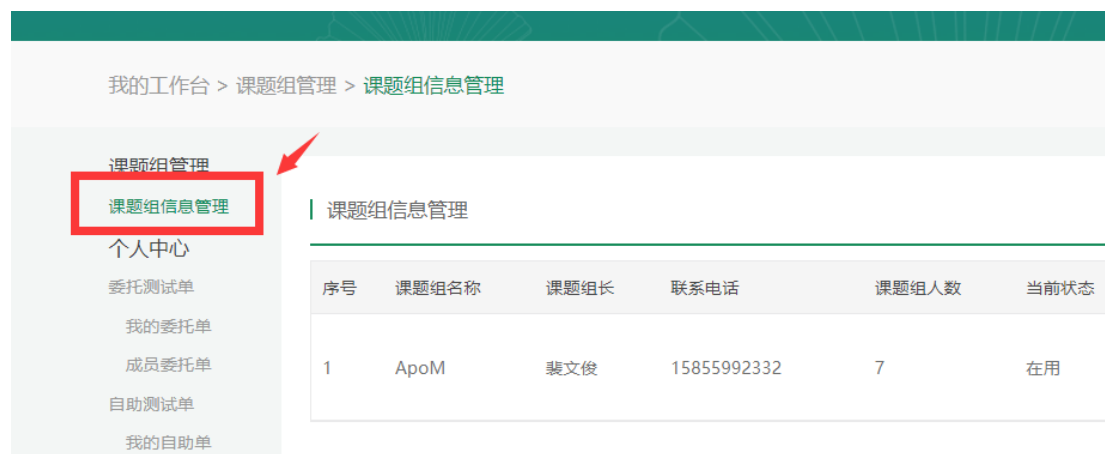 我的工作台 > 课题组管理 > 课题组信息管理
课题组管理
课题组信息管理
个人中心
委托测试单
我的委托单
成员委托单
自助测试单
我的自助单
课题组信息管理
序号 课题组名称 课题组长 联系电话 课题组人数 当前状态
1 ApoM 裴文俊 15855992332 7 在用